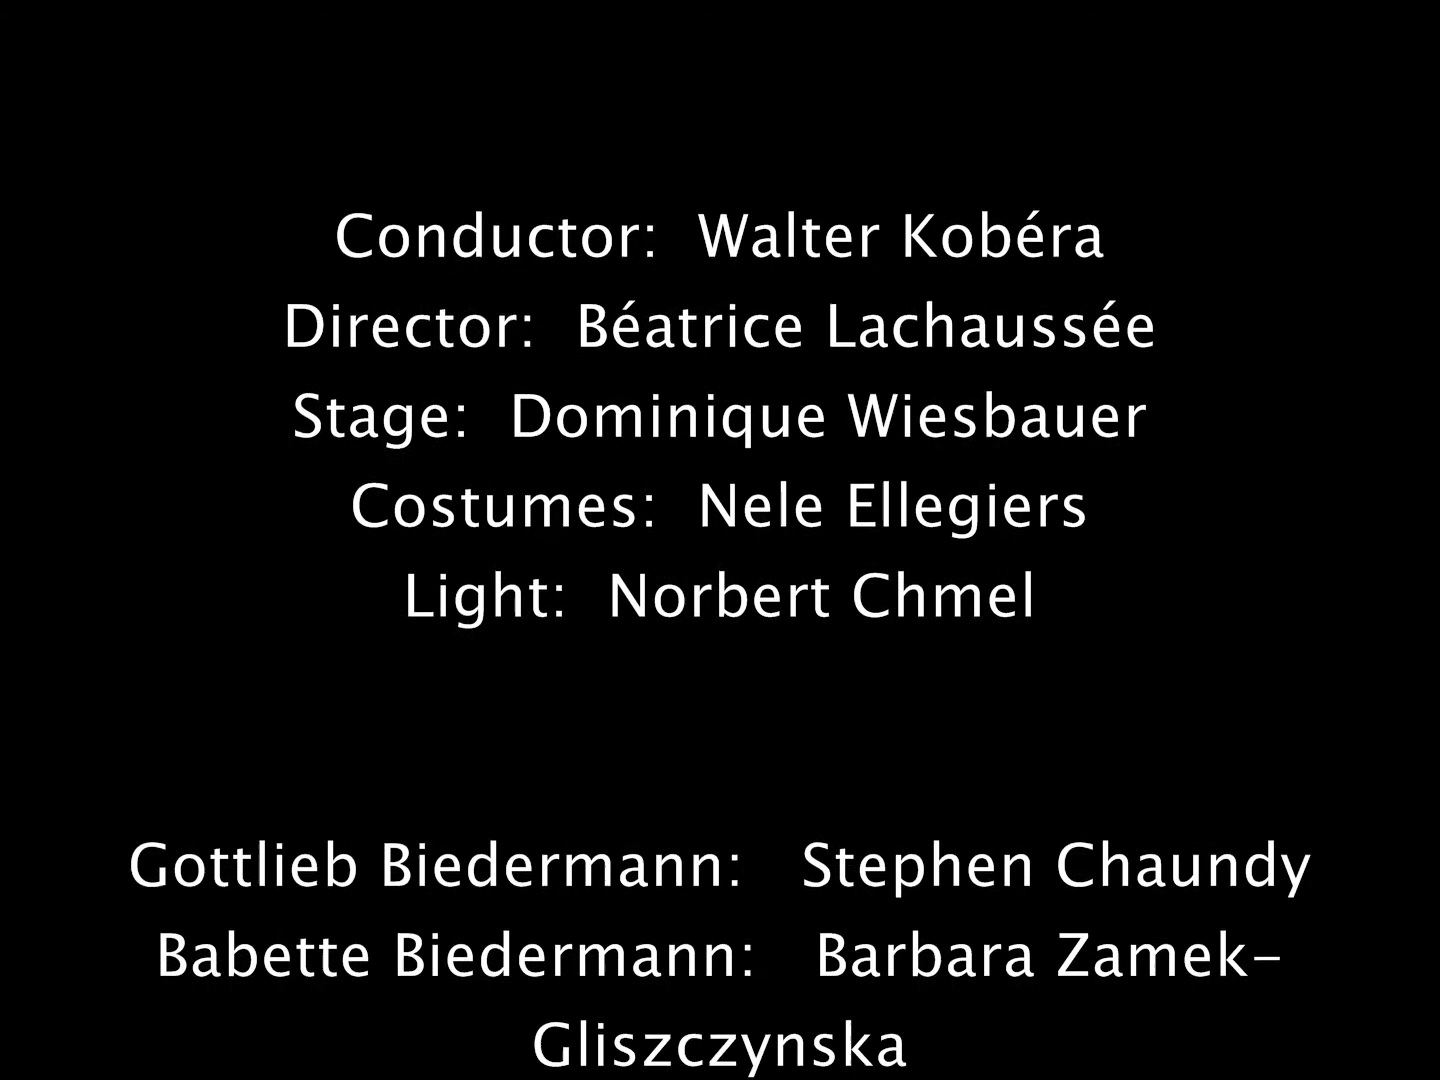 Conductor:  Walter Kobéra
Director:  Béatrice Lachaussée
Stage:  Dominique Wiesbauer
Costumes:  Nele Ellegiers
Light:  Norbert Chmel
Gottlieb Biedermann:   Stephen Chaundy
Babette Biedermann:   Barbara Zamek-
Gliszczynska